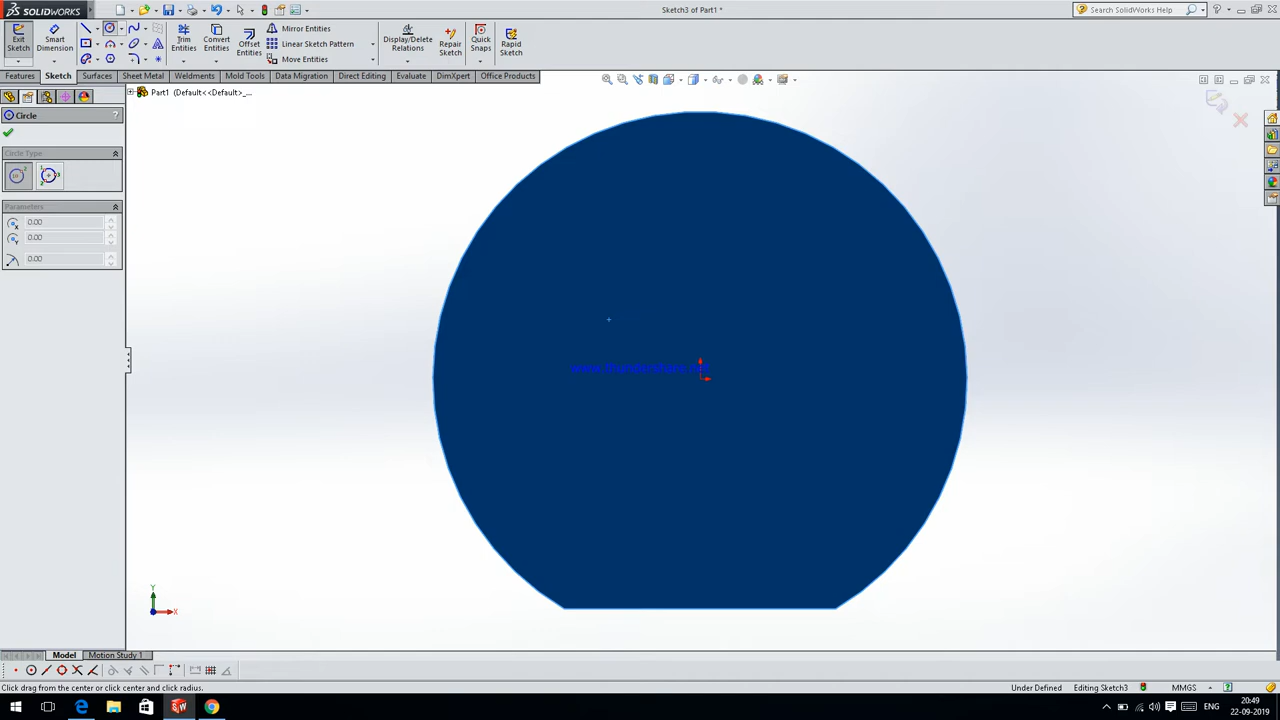 SOLIDWORKS
Sketch3 of Part1 *
Search SolidWorks Help
Exit Sketch
Smart Dimension
Trim Entities
Convert Entities
Offset Entities
Mirror Entities
Linear Sketch Pattern
Move Entities
Display/Delete Relations
Repair Sketch
Quick Snaps
Rapid Sketch
Features Sketch Surfaces Sheet Metal Weldments Mold Tools Data Migration Direct Editing Evaluate DimXpert Office Products
Part1 (Default<<Default>_...
Circle
Circle Type
Parameters
0.00
0.00
0.00
Y
X
Model Motion Study 1
Click drag from the center or click center and click radius.
Under Defined Editing Sketch3 MMGS
ENG
20:49
22-09-2019